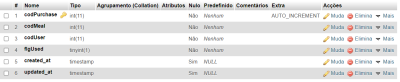 # Nome Tipo Agrupamento (Collation) Atributos Nulo Predefinido Comentários Extra Acções
1 codPurchase int(11) Não Nenhum AUTO_INCREMENT Muda Elimina Mais
2 codMeal int(11) Não Nenhum Muda Elimina Mais
3 codUser int(11) Não Nenhum Muda Elimina Mais
4 flgUsed tinyint(1) Não Nenhum Muda Elimina Mais
5 created_at timestamp Sim NULL Muda Elimina Mais
6 updated_at timestamp Sim NULL Muda Elimina Mais